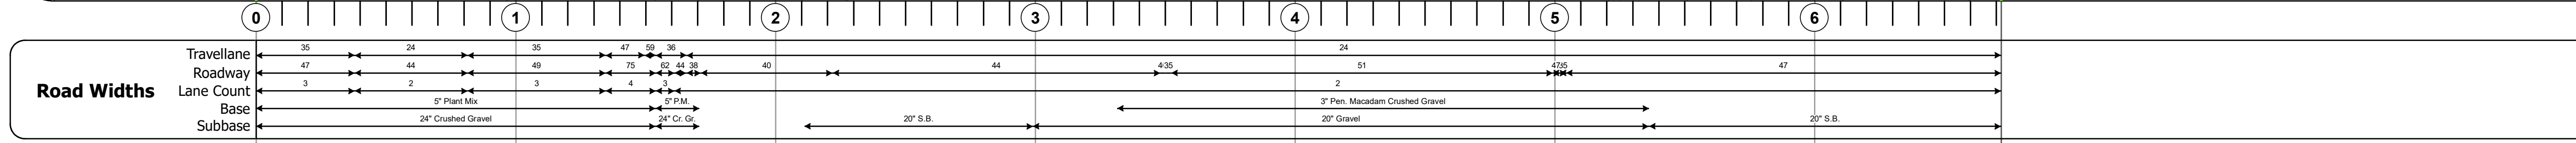 0 1 2 3 4 5 6
Road Widths
Travellane 35 24 35 47 59 36 24
Roadway 47 44 49 75 62 44 38 40 44 35 51 47 35 47
Lane Count 3 2 3 4 3 2
Base 5" Plant Mix 5" P.M. 3" Pen. Macadam Crushed Gravel
Subbase 24" Crushed Gravel 24" Cr. Gr. 20" S.B. 20" Gravel 20" S.B.